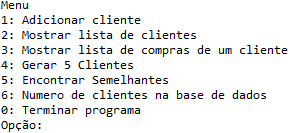 Menu
1: Adicionar cliente
2: Mostrar lista de clientes
3: Mostrar lista de compras de um cliente
4: Gerar 5 Clientes
5: Encontrar Semelhantes
6: Numero de clientes na base de dados
0: Terminar programa
Opção: